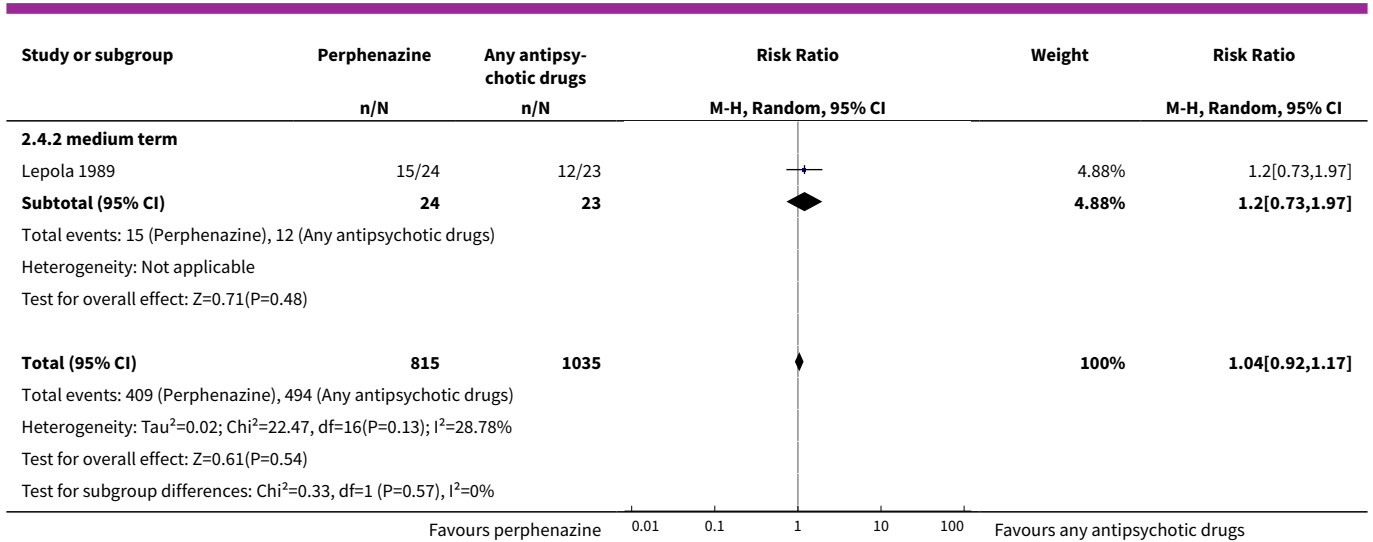 Study or subgroup Perphenazine Any antipsy- Risk Ratio Weight Risk Ratio
chotic drugs
n/N n/N M-H, Random, 95% CI M-H, Random, 95% CI
2.4.2 medium term
Lepola 1989 15/24 12/23 4.88% 1.2[0.73,1.97]
Subtotal (95% CI) 24 23 4.88% 1.2[0.73,1.97]
Total events: 15 (Perphenazine), 12 (Any antipsychotic drugs)
Heterogeneity: Not applicable
Test for overall effect: Z=0.71(P=0.48)
Total (95% CI) 815 1035 100% 1.04[0.92,1.17]
Total events: 409 (Perphenazine), 494 (Any antipsychotic drugs)
Heterogeneity: Tau²=0.02; Chi²=22.47, df=16(P=0.13); I²=28.78%
Test for overall effect: Z=0.61(P=0.54)
Test for subgroup differences: Chi²=0.33, df=1 (P=0.57), I²=0%
Favours perphenazine 0.01 0.1 1 10 100 Favours any antipsychotic drugs